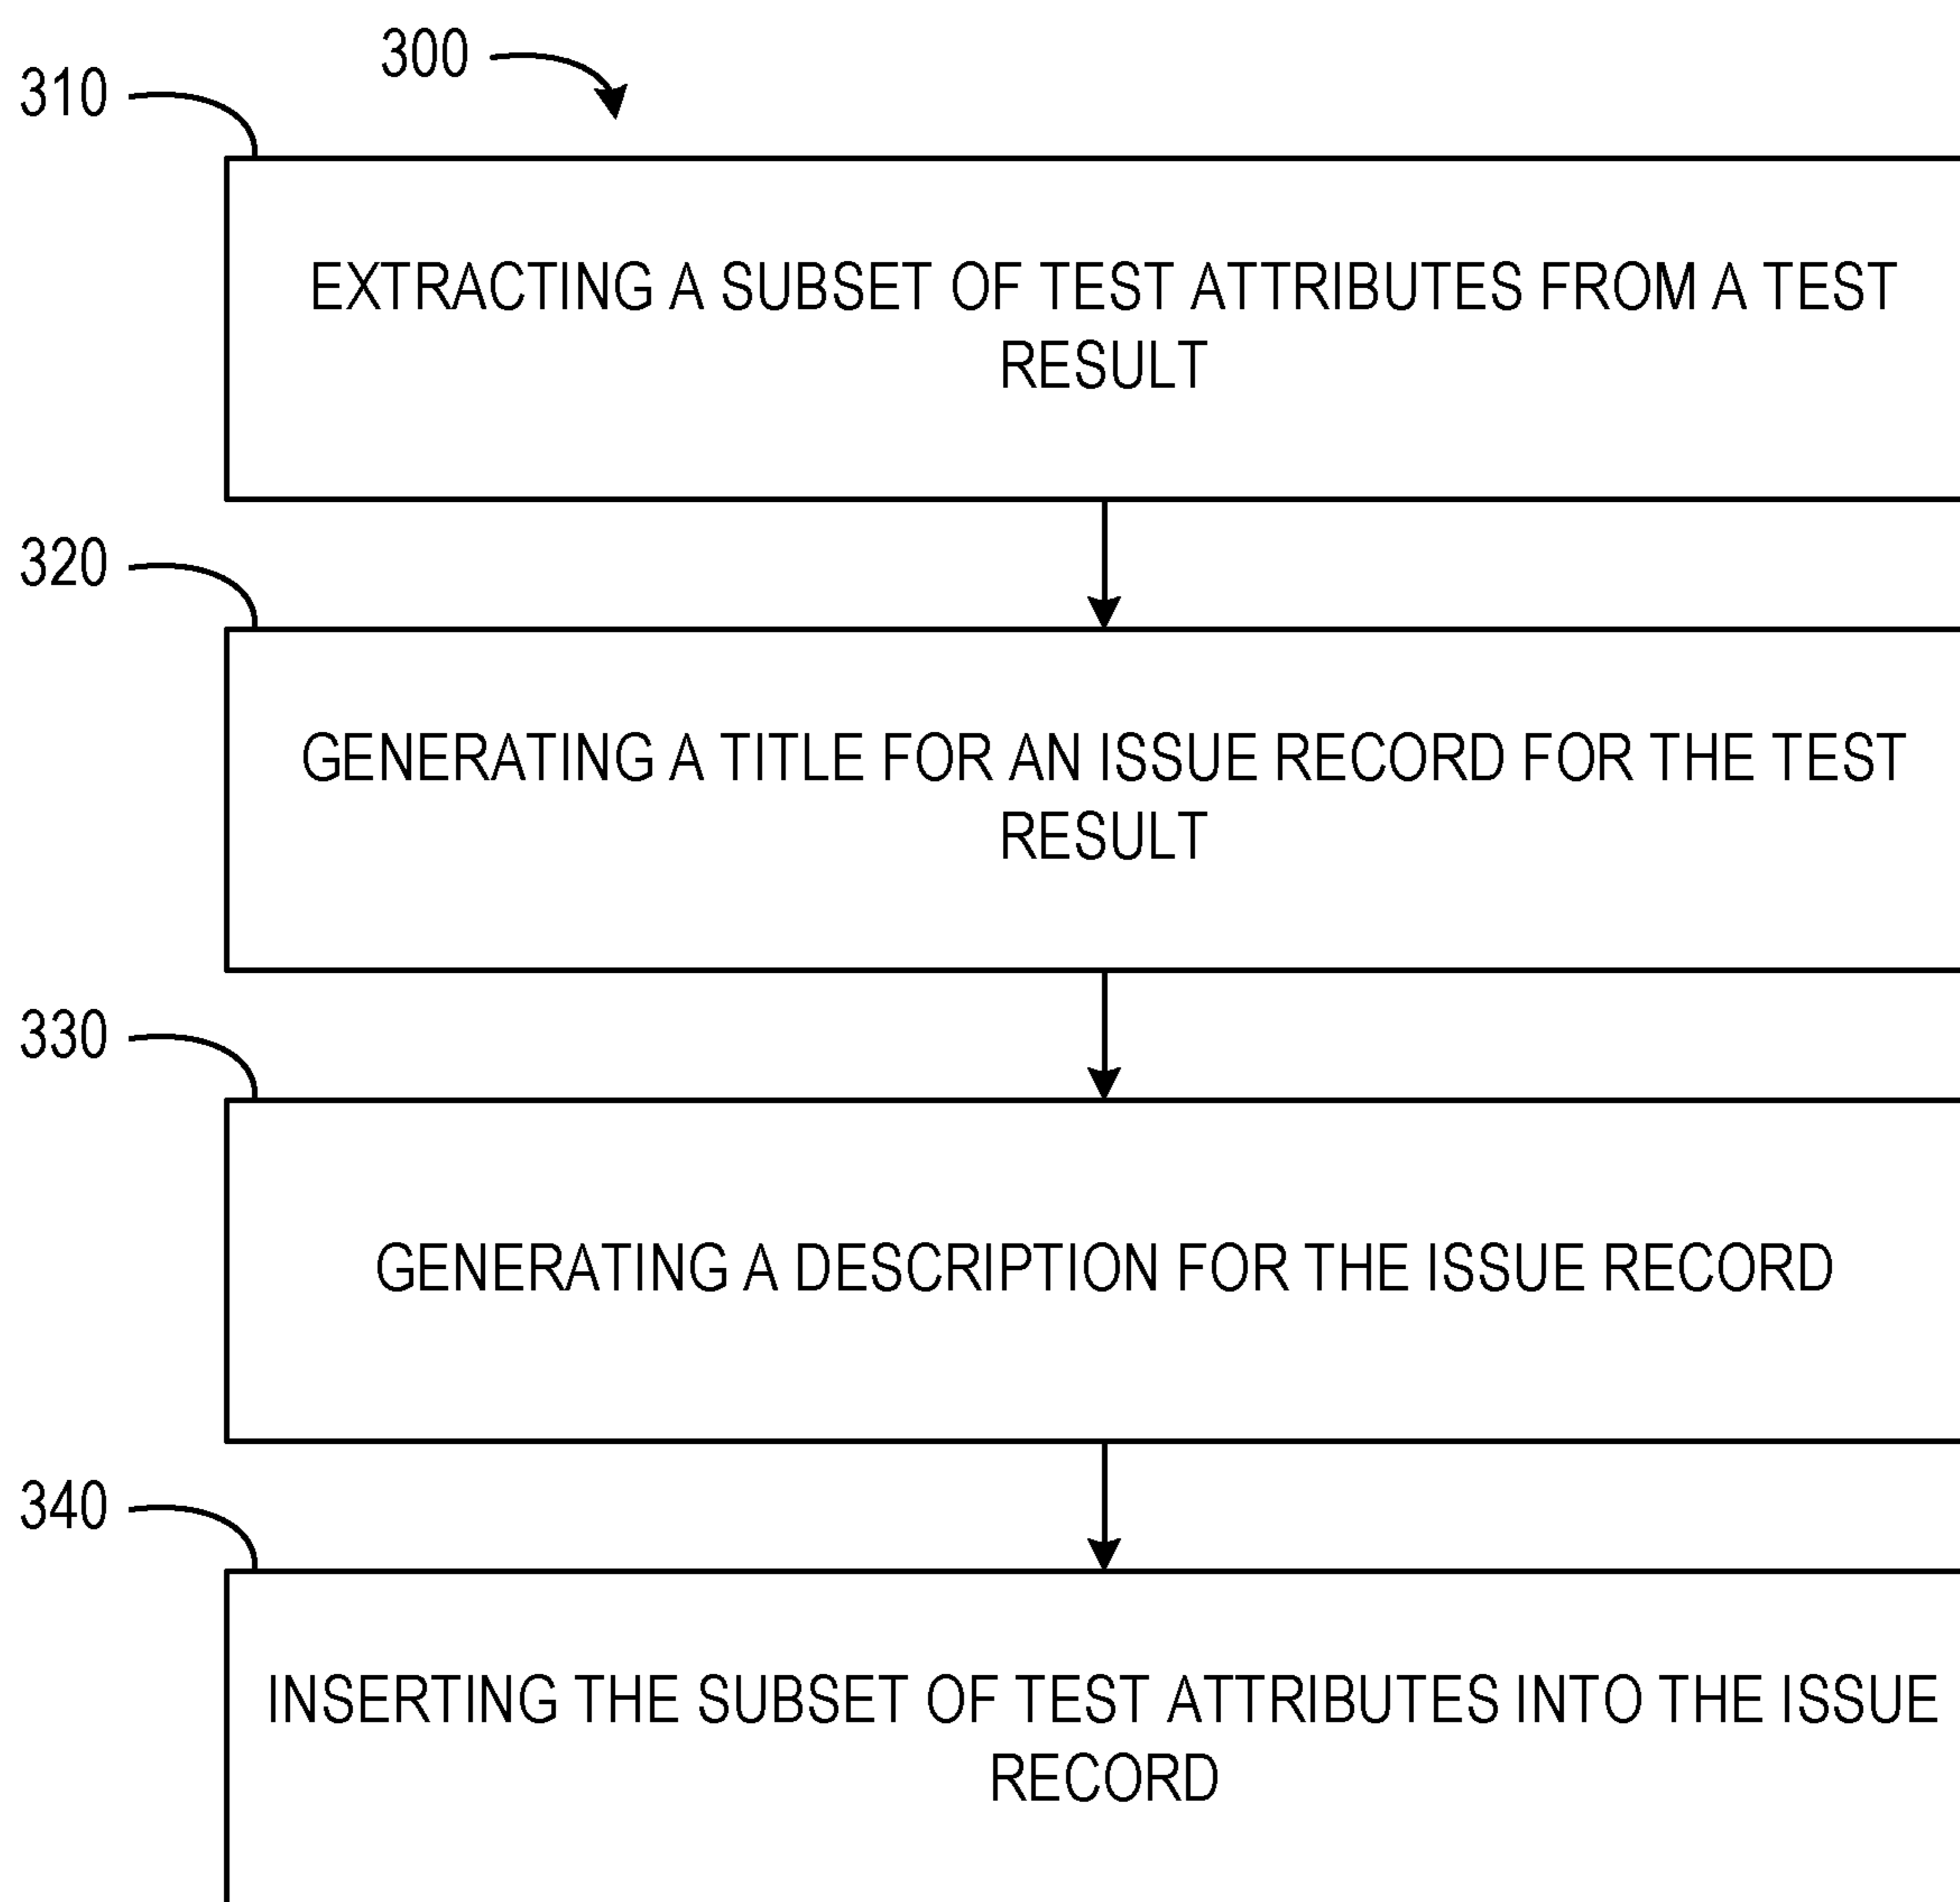 300
310
EXTRACTING A SUBSET OF TEST ATTRIBUTES FROM A TEST
RESULT
320
GENERATING A TITLE FOR AN ISSUE RECORD FOR THE TEST
RESULT
330
GENERATING A DESCRIPTION FOR THE ISSUE RECORD
340
INSERTING THE SUBSET OF TEST ATTRIBUTES INTO THE ISSUE
RECORD